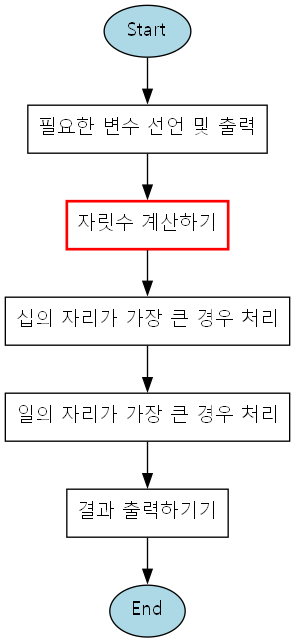 Start
필요한 변수 선언 및 출력
자릿수 계산하기
십의 자리가 가장 큰 경우 처리
일의 자리가 가장 큰 경우 처리
결과 출력하기기
End